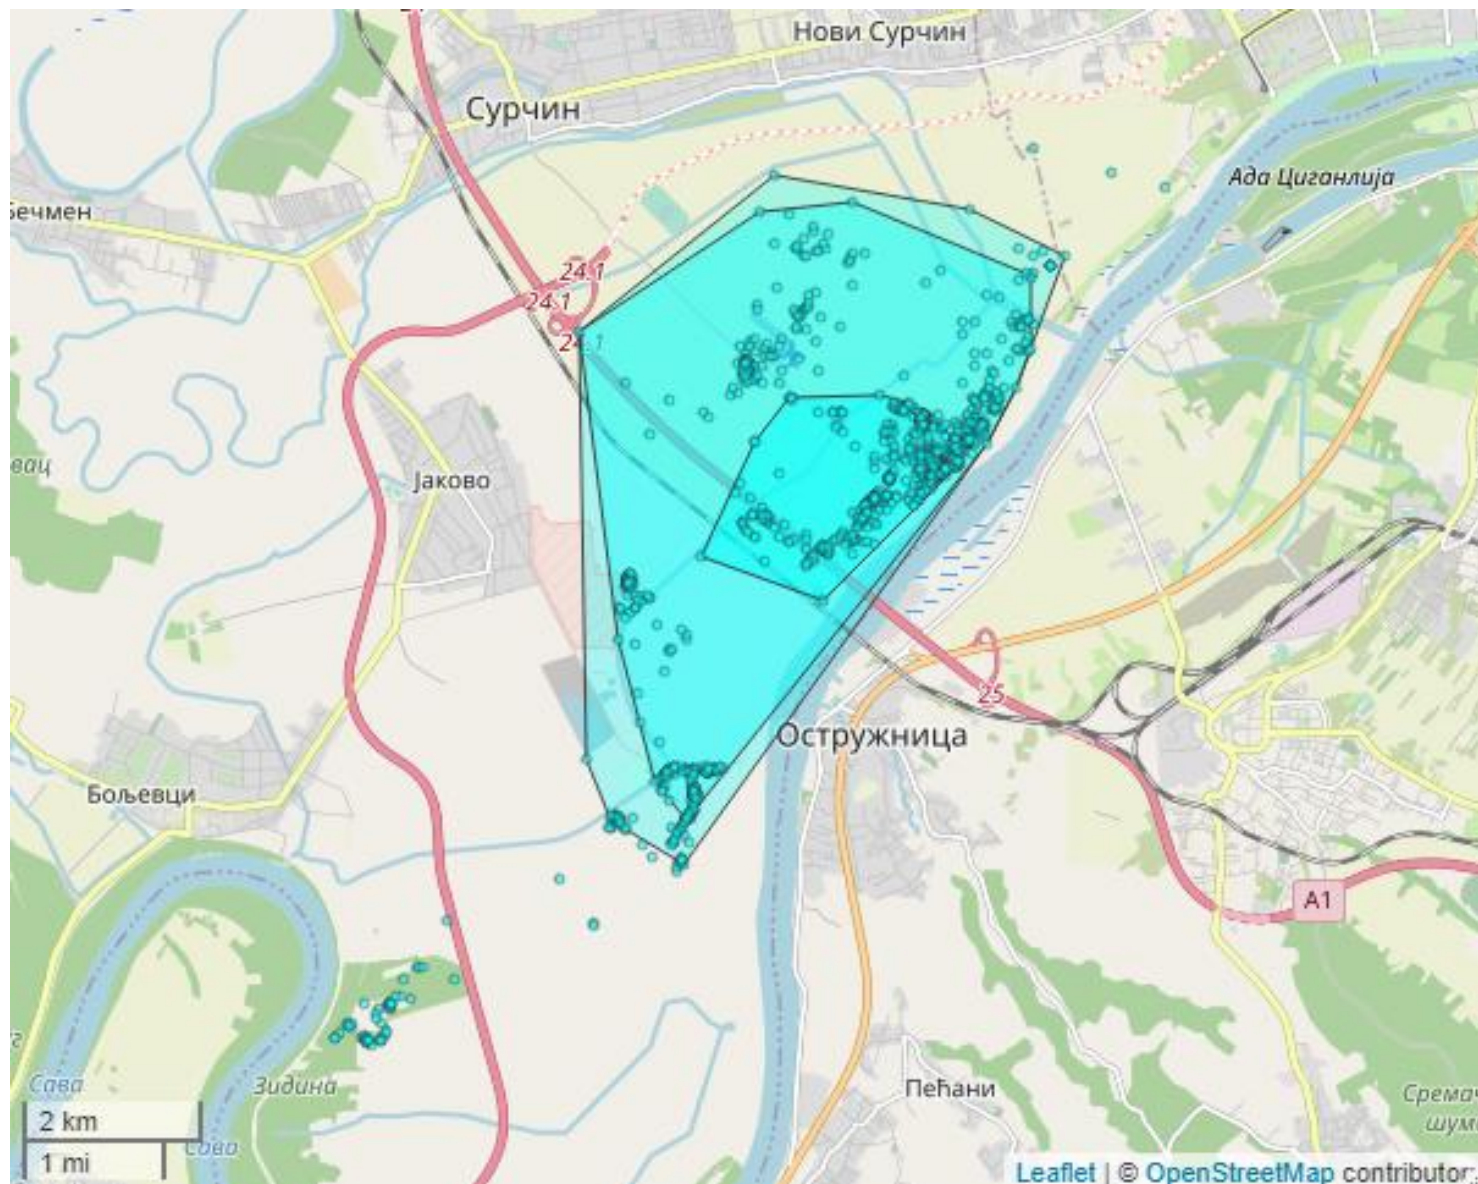 Нови Сурчин
Сурчин
Ада Циганлија
Бечмен
24.1
24.1
24.1
вац
Јаково
25
Остружница
Бољевци
A1
Сава
Зидина
Пећани
2 km
Сава
1 mi
Leaflet | © OpenStreetMap contributor